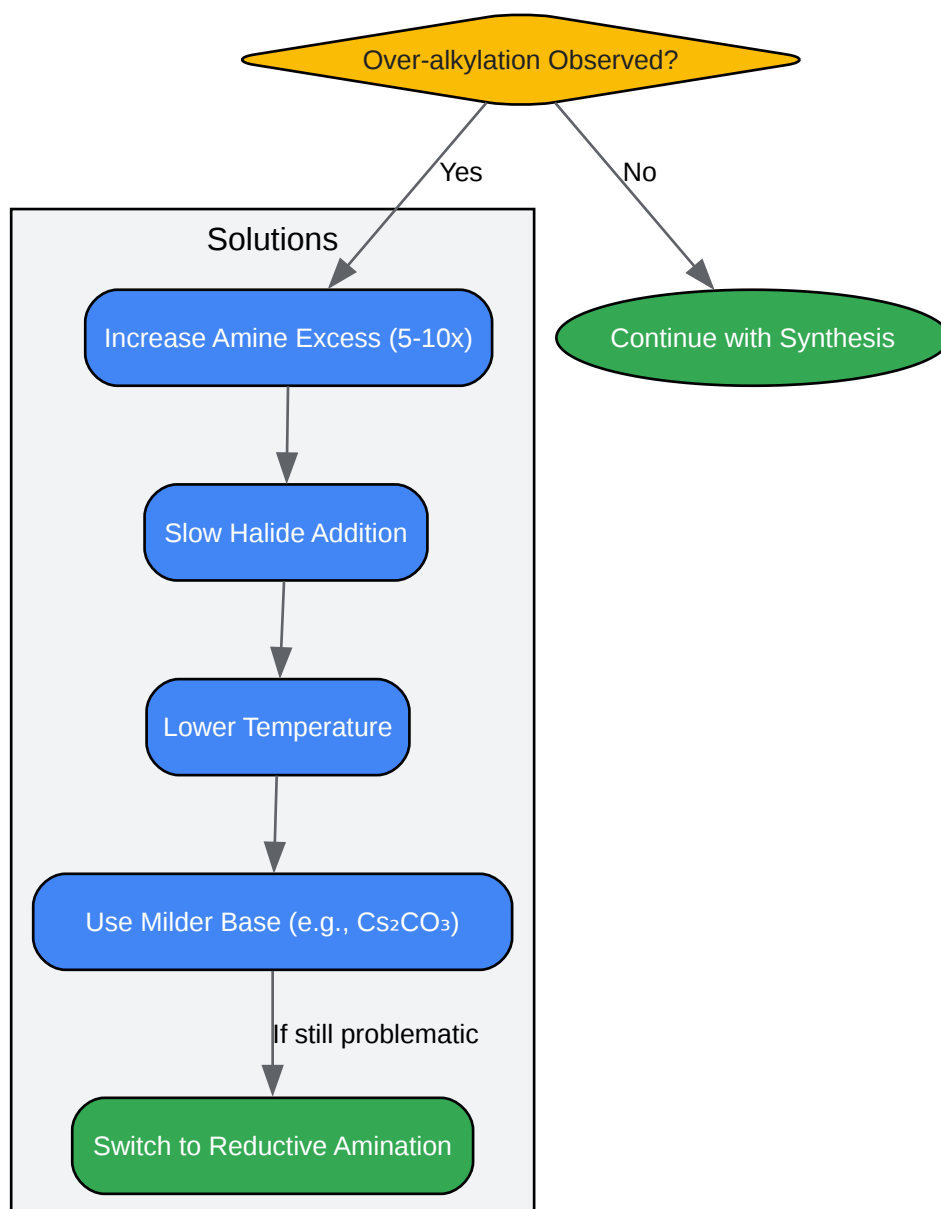 Over-alkylation Observed?
Yes
No
Solutions
Increase Amine Excess (5-10x)
Continue with Synthesis
Slow Halide Addition
Lower Temperature
Use Milder Base (e.g., Cs₂CO₃)
If still problematic
Switch to Reductive Amination